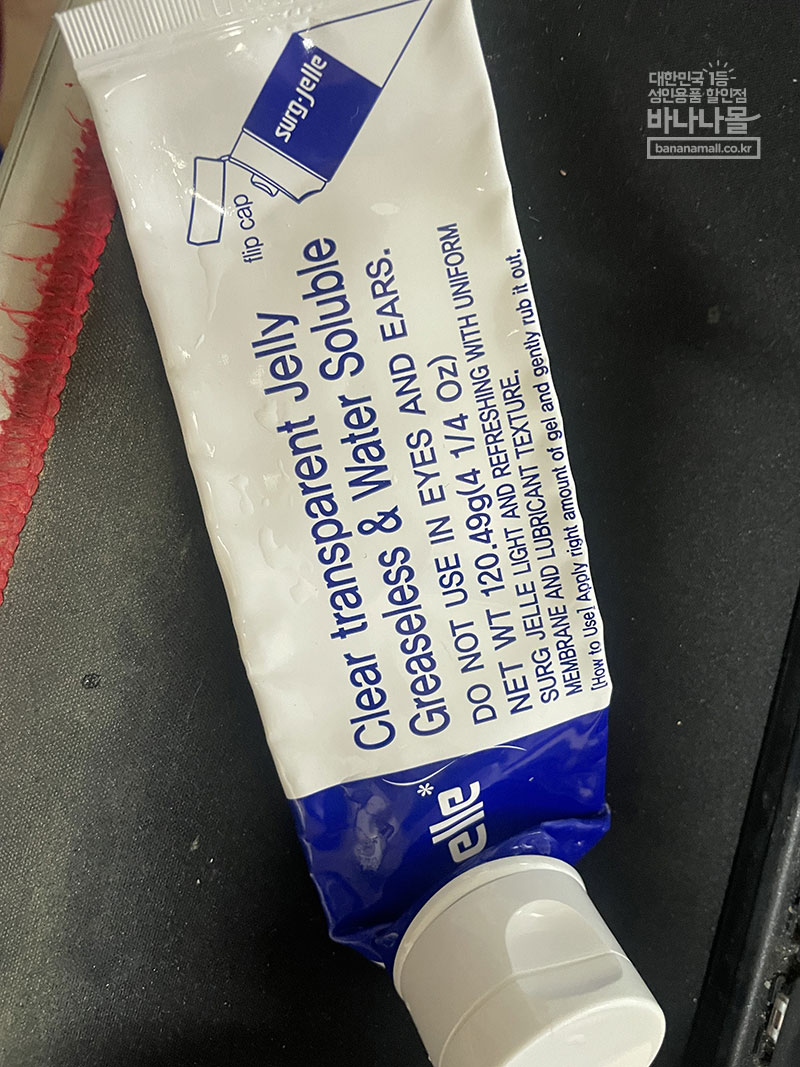 대한민국 1등
성인용품 할인점
바나나몰
bananamall.co.kr
surg·jelle
flip cap
Clear transparent Jelly
Greaseless & Water Soluble
DO NOT USE IN EYES AND EARS.
NET WT 120.49g(4 1/4 Oz)
SURG JELLE LIGHT AND REFRESHING WITH UNIFORM
MEMBRANE AND LUBRICANT TEXTURE.
[How to Use] Apply right amount of gel and gently rub it out.
elle*